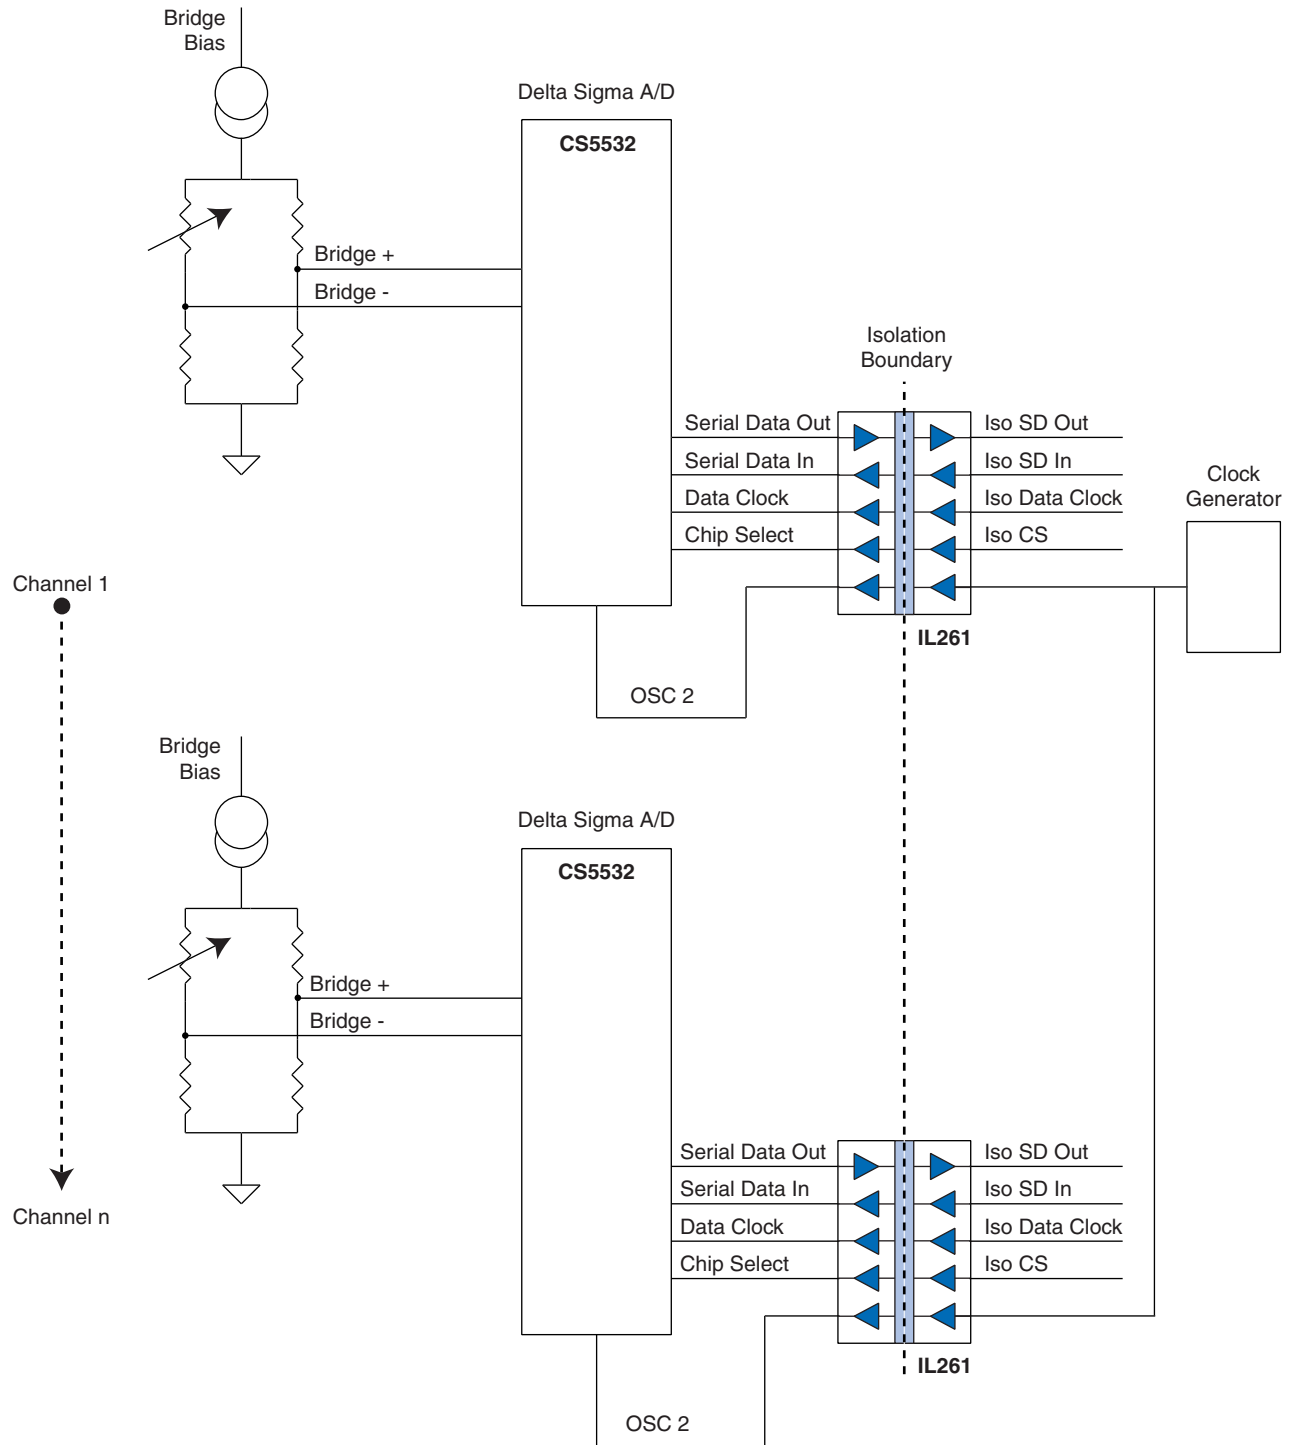 Bridge
Bias
Delta Sigma A/D
CS5532
Bridge +
Bridge -
Isolation
Boundary
Serial Data Out
Iso SD Out
Serial Data In
Iso SD In
Data Clock
Iso Data Clock
Chip Select
Iso CS
Clock
Generator
Channel 1
IL261
OSC 2
Bridge
Bias
Delta Sigma A/D
CS5532
Bridge +
Bridge -
Serial Data Out
Iso SD Out
Serial Data In
Iso SD In
Data Clock
Iso Data Clock
Chip Select
Iso CS
Channel n
IL261
OSC 2